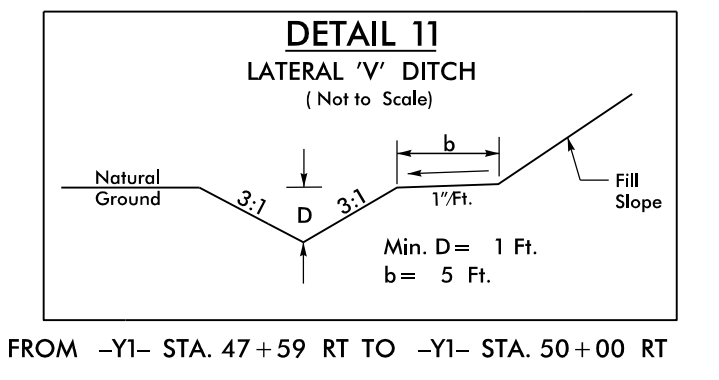 DETAIL 11
LATERAL 'V' DITCH
( Not to Scale)
b
Natural
Ground
3:1
D
3:1
1"/Ft.
Fill
Slope
Min. D = 1 Ft.
b = 5 Ft.
FROM -Y1- STA. 47+59 RT TO -Y1- STA. 50+00 RT